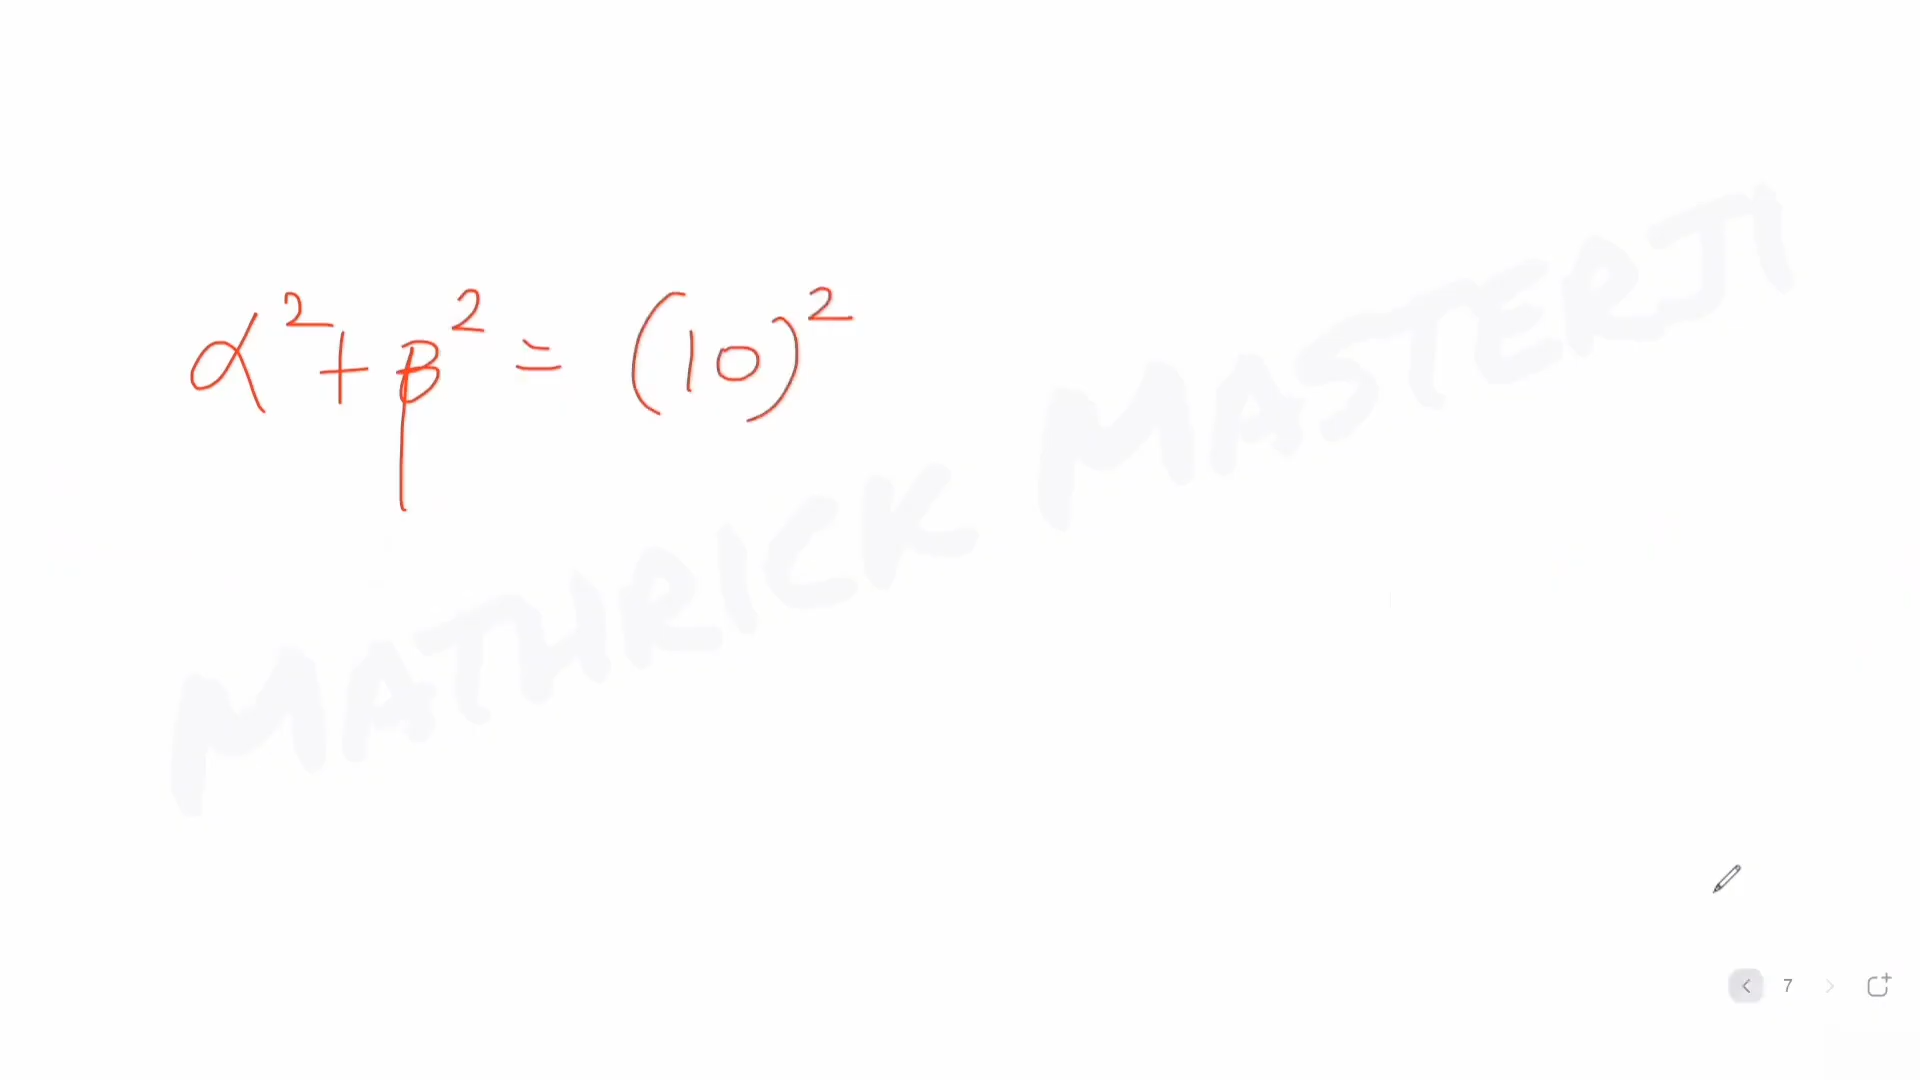 α² + β² = (10)²
MATHRICK MASTERJI
7